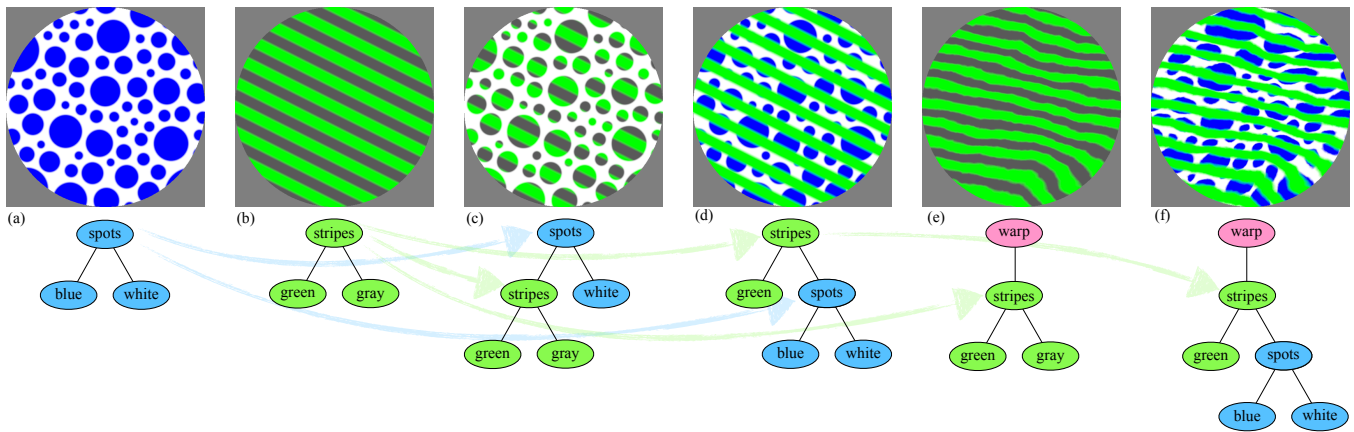 (a) (b) (c) (d) (e) (f)
spots stripes spots stripes warp warp
blue white green gray stripes white green spots stripes stripes
green gray blue white green gray green spots
blue white